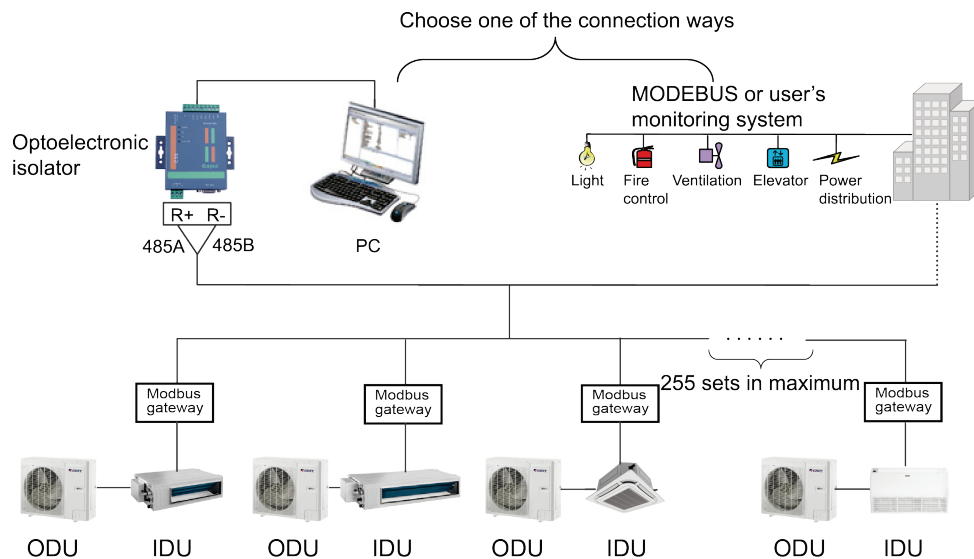 Choose one of the connection ways
MODEBUS or user's
monitoring system
Optoelectronic
isolator
Light
Fire
control
Ventilation
Elevator
Power
distribution
R+ R-
485A 485B
PC
255 sets in maximum
Modbus
gateway
Modbus
gateway
Modbus
gateway
Modbus
gateway
ODU IDU ODU IDU ODU IDU ODU IDU